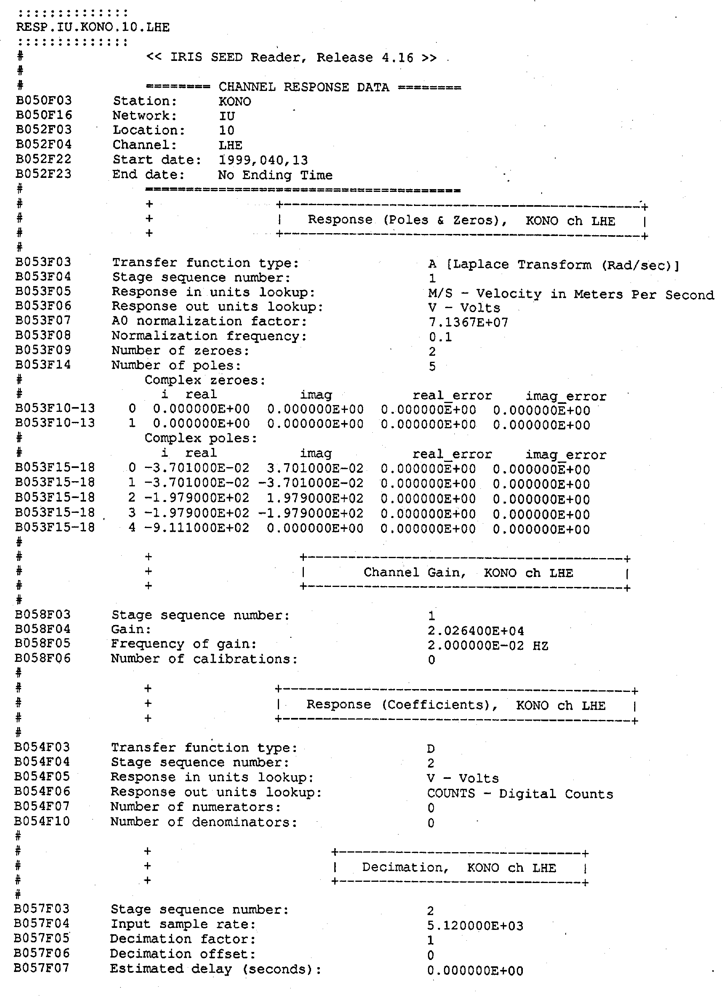 ::::::::::::::
RESP.IU.KONO.10.LHE
::::::::::::::
# << IRIS SEED Reader, Release 4.16 >>
#
# ======== CHANNEL RESPONSE DATA ========
B050F03 Station: KONO
B050F16 Network: IU
B052F03 Location: 10
B052F04 Channel: LHE
B052F22 Start date: 1999,040,13
B052F23 End date: No Ending Time
# =======================================
# + +--------------------------------------------+
# + | Response (Poles & Zeros), KONO ch LHE |
# + +--------------------------------------------+
#
B053F03 Transfer function type: A [Laplace Transform (Rad/sec)]
B053F04 Stage sequence number: 1
B053F05 Response in units lookup: M/S - Velocity in Meters Per Second
B053F06 Response out units lookup: V - Volts
B053F07 A0 normalization factor: 7.1367E+07
B053F08 Normalization frequency: 0.1
B053F09 Number of zeroes: 2
B053F14 Number of poles: 5
# Complex zeroes:
# i real imag real_error imag_error
B053F10-13 0 0.000000E+00 0.000000E+00 0.000000E+00 0.000000E+00
B053F10-13 1 0.000000E+00 0.000000E+00 0.000000E+00 0.000000E+00
# Complex poles:
# i real imag real_error imag_error
B053F15-18 0 -3.701000E-02 3.701000E-02 0.000000E+00 0.000000E+00
B053F15-18 1 -3.701000E-02 -3.701000E-02 0.000000E+00 0.000000E+00
B053F15-18 2 -1.979000E+02 1.979000E+02 0.000000E+00 0.000000E+00
B053F15-18 3 -1.979000E+02 -1.979000E+02 0.000000E+00 0.000000E+00
B053F15-18 4 -9.111000E+02 0.000000E+00 0.000000E+00 0.000000E+00
#
# + +---------------------------------------+
# + | Channel Gain, KONO ch LHE |
# + +---------------------------------------+
#
B058F03 Stage sequence number: 1
B058F04 Gain: 2.026400E+04
B058F05 Frequency of gain: 2.000000E-02 HZ
B058F06 Number of calibrations: 0
#
# + +-------------------------------------------+
# + | Response (Coefficients), KONO ch LHE |
# + +-------------------------------------------+
#
B054F03 Transfer function type: D
B054F04 Stage sequence number: 2
B054F05 Response in units lookup: V - Volts
B054F06 Response out units lookup: COUNTS - Digital Counts
B054F07 Number of numerators: 0
B054F10 Number of denominators: 0
#
# + +------------------------------+
# + | Decimation, KONO ch LHE |
# + +------------------------------+
#
B057F03 Stage sequence number: 2
B057F04 Input sample rate: 5.120000E+03
B057F05 Decimation factor: 1
B057F06 Decimation offset: 0
B057F07 Estimated delay (seconds): 0.000000E+00